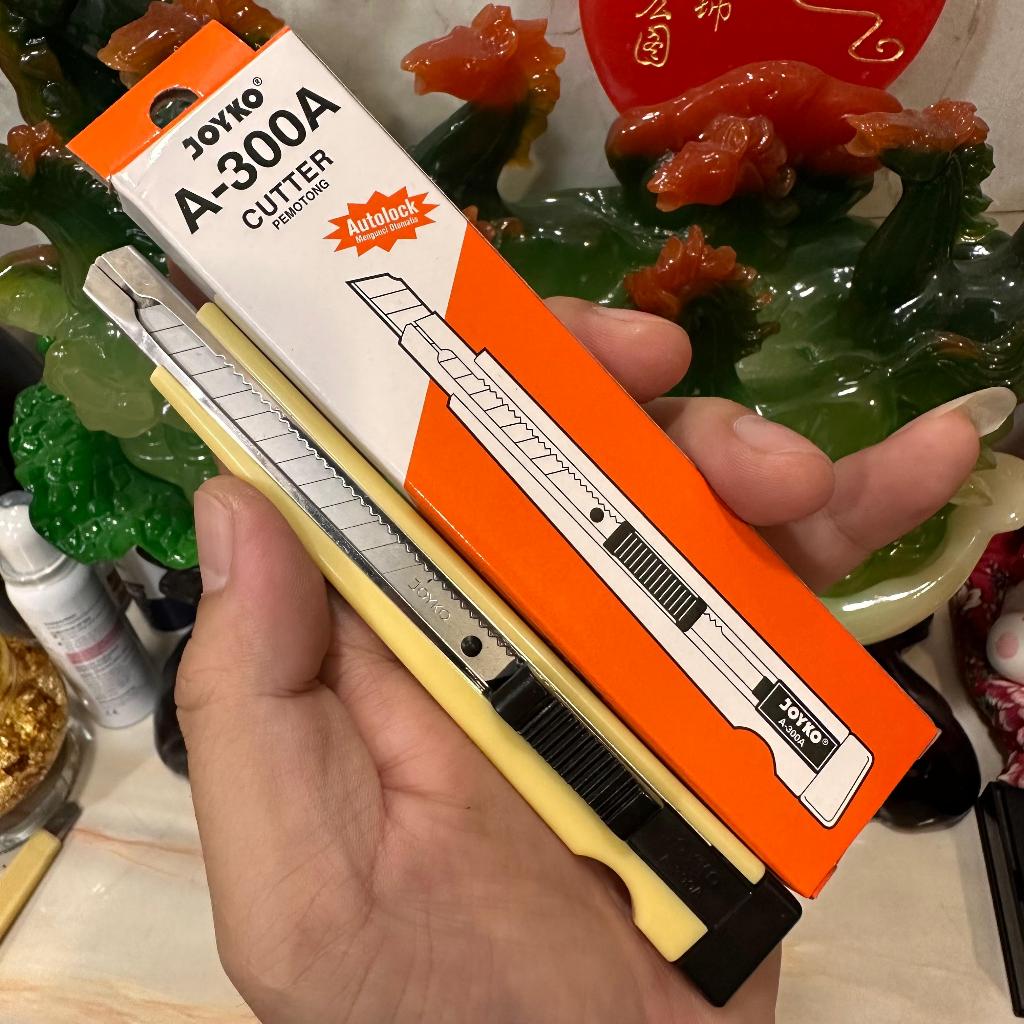 JOYKO®
A-300A
CUTTER
PEMOTONG
Autolock
Mengunci Otomatis
JOYKO
JOYKO®
A-300A